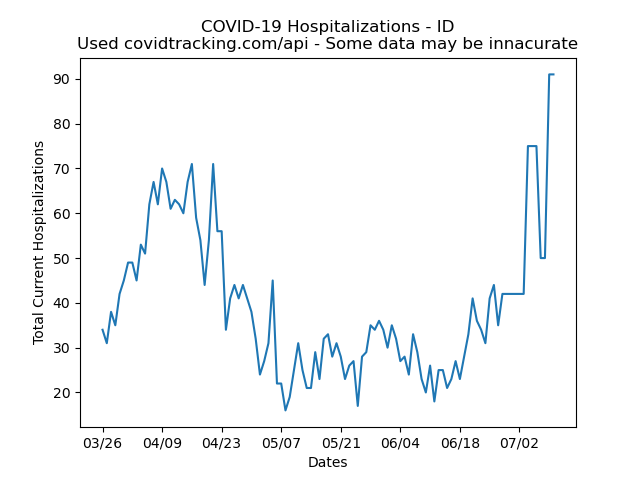 COVID-19 Hospitalizations - ID
Used covidtracking.com/api - Some data may be innacurate
Total Current Hospitalizations
90
80
70
60
50
40
30
20
03/26 04/09 04/23 05/07 05/21 06/04 06/18 07/02
Dates